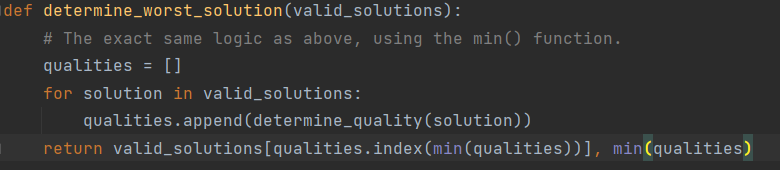 def determine_worst_solution(valid_solutions):
    # The exact same logic as above, using the min() function.
    qualities = []
    for solution in valid_solutions:
        qualities.append(determine_quality(solution))
    return valid_solutions[qualities.index(min(qualities))], min(qualities)